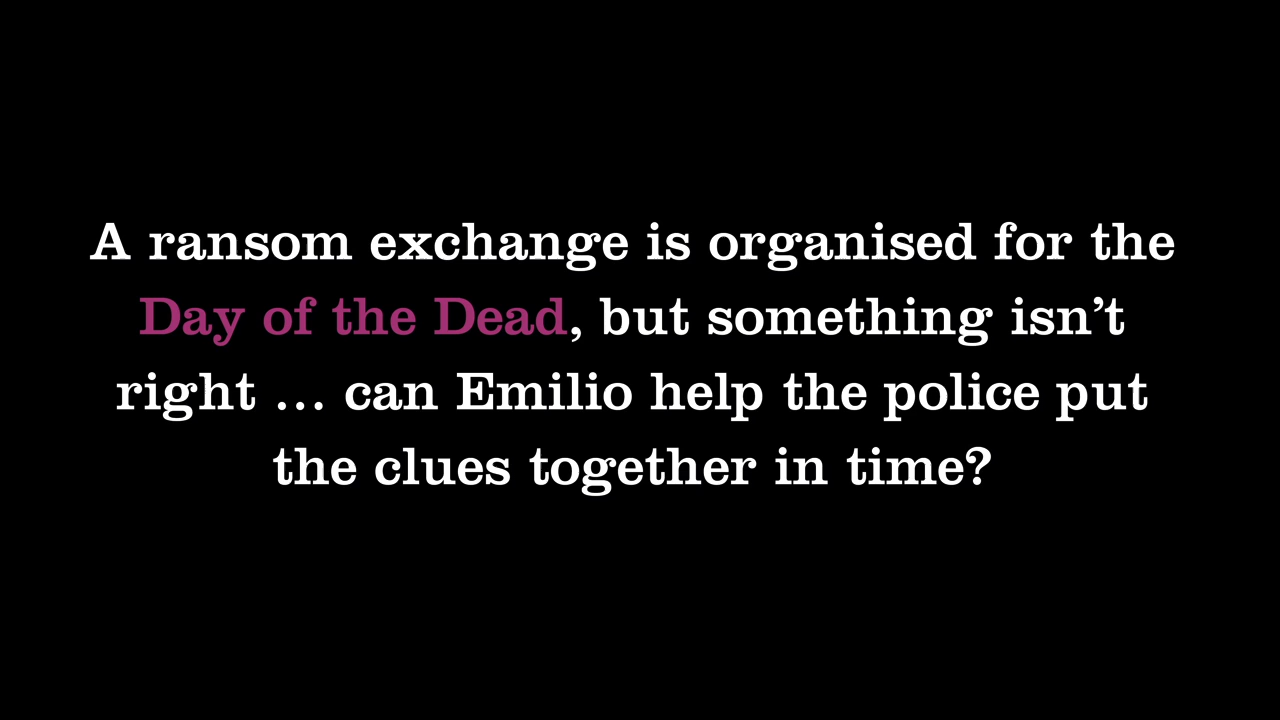 A ransom exchange is organised for the
Day of the Dead, but something isn’t
right … can Emilio help the police put
the clues together in time?